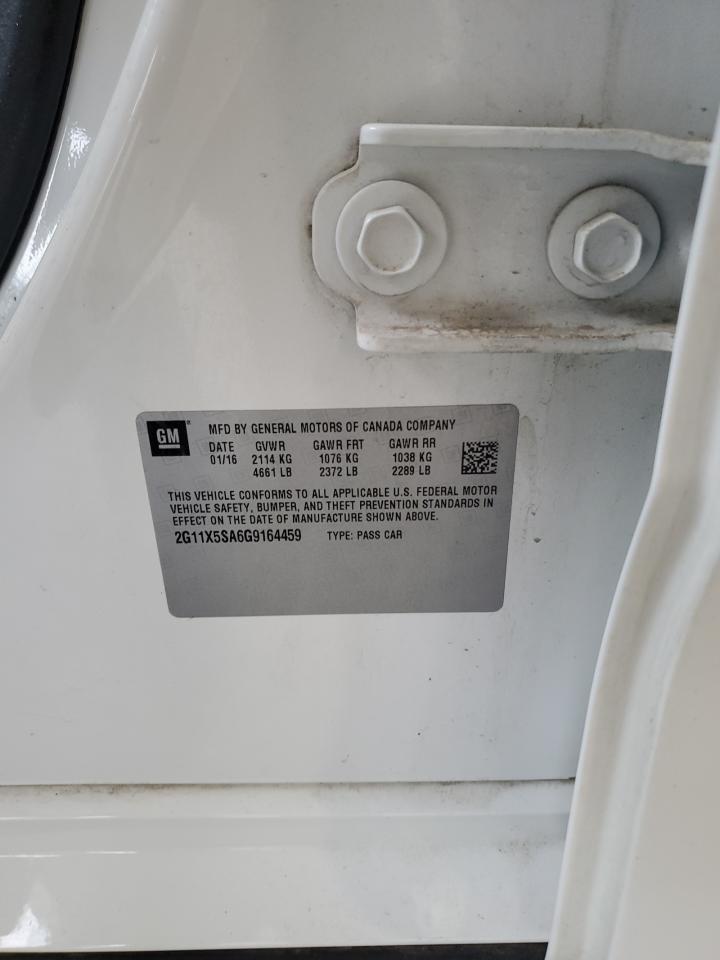 GM ® MFD BY GENERAL MOTORS OF CANADA COMPANY
DATE GVWR GAWR FRT GAWR RR
01/16 2114 KG 1076 KG 1038 KG
4661 LB 2372 LB 2289 LB
THIS VEHICLE CONFORMS TO ALL APPLICABLE U.S. FEDERAL MOTOR
VEHICLE SAFETY, BUMPER, AND THEFT PREVENTION STANDARDS IN
EFFECT ON THE DATE OF MANUFACTURE SHOWN ABOVE.
2G11X5SA6G9164459 TYPE: PASS CAR